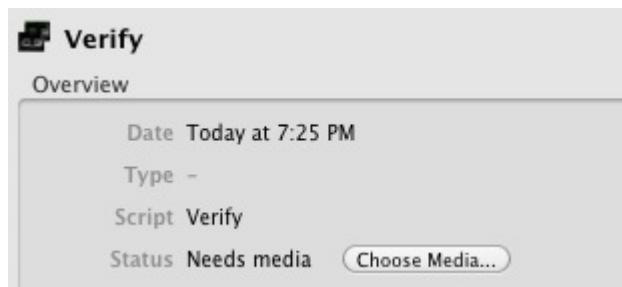 Verify
Overview
Date Today at 7:25 PM
Type -
Script Verify
Status Needs media Choose Media...